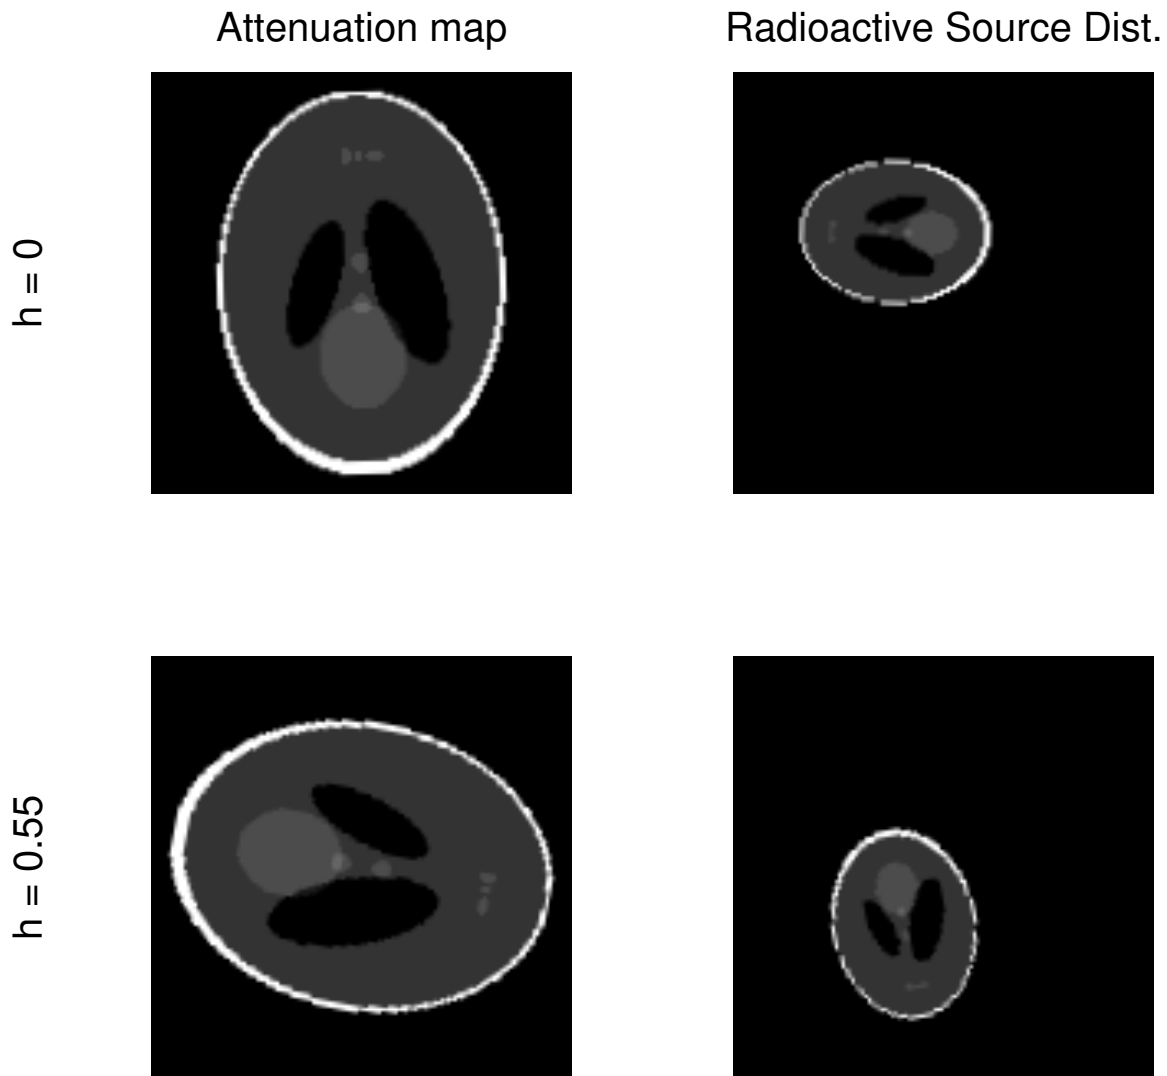 Attenuation map
Radioactive Source Dist.
h = 0
h = 0.55